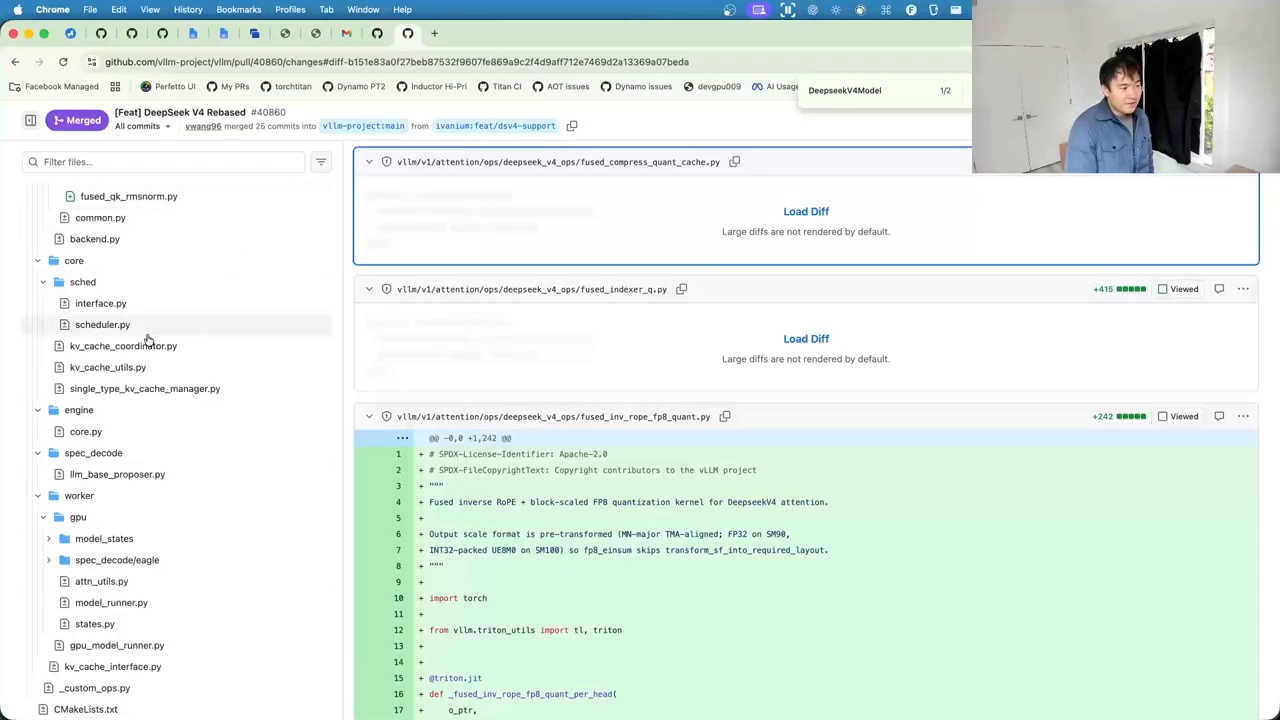 Chrome File Edit View History Bookmarks Profiles Tab Window Help
github.com/vllm-project/vllm/pull/40860/changes#diff-b151e83a0f27beb87532f9607fe869a9c2f4d9aff712e7469d2a13369a07beda
Facebook Managed Perfetto UI My PRs torchtitan Dynamo PT2 Inductor Hi-Pri Titan CI AOT issues Dynamo issues devgpu009 AI Usage
DeepseekV4Model 1/2
Merged
[Feat] DeepSeek V4 Rebased #40860
All commits ywang96 merged 25 commits into vllm-project:main from ivanium:feat/dsv4-support
Filter files...
fused_qk_rmsnorm.py
common.py
backend.py
core
sched
interface.py
scheduler.py
kv_cache_coordinator.py
kv_cache_utils.py
single_type_kv_cache_manager.py
engine
core.py
spec_decode
llm_base_proposer.py
worker
gpu
model_states
spec_decode/eagle
attn_utils.py
model_runner.py
states.py
gpu_model_runner.py
kv_cache_interface.py
_custom_ops.py
CMakeLists.txt
vllm/v1/attention/ops/deepseek_v4_ops/fused_compress_quant_cache.py
Load Diff
Large diffs are not rendered by default.
vllm/v1/attention/ops/deepseek_v4_ops/fused_indexer_q.py +415 Viewed
Load Diff
Large diffs are not rendered by default.
vllm/v1/attention/ops/deepseek_v4_ops/fused_inv_rope_fp8_quant.py +242 Viewed
@@ -0,0 +1,242 @@
1 + # SPDX-License-Identifier: Apache-2.0
2 + # SPDX-FileCopyrightText: Copyright contributors to the vLLM project
3 + """
4 + Fused inverse RoPE + block-scaled FP8 quantization kernel for DeepseekV4 attention.
5 +
6 + Output scale format is pre-transformed (MN-major TMA-aligned; FP32 on SM90,
7 + INT32-packed UE8M0 on SM100) so fp8_einsum skips transform_sf_into_required_layout.
8 + """
9 +
10 + import torch
11 +
12 + from vllm.triton_utils import tl, triton
13 +
14 +
15 + @triton.jit
16 + def _fused_inv_rope_fp8_quant_per_head(
17 + o_ptr,